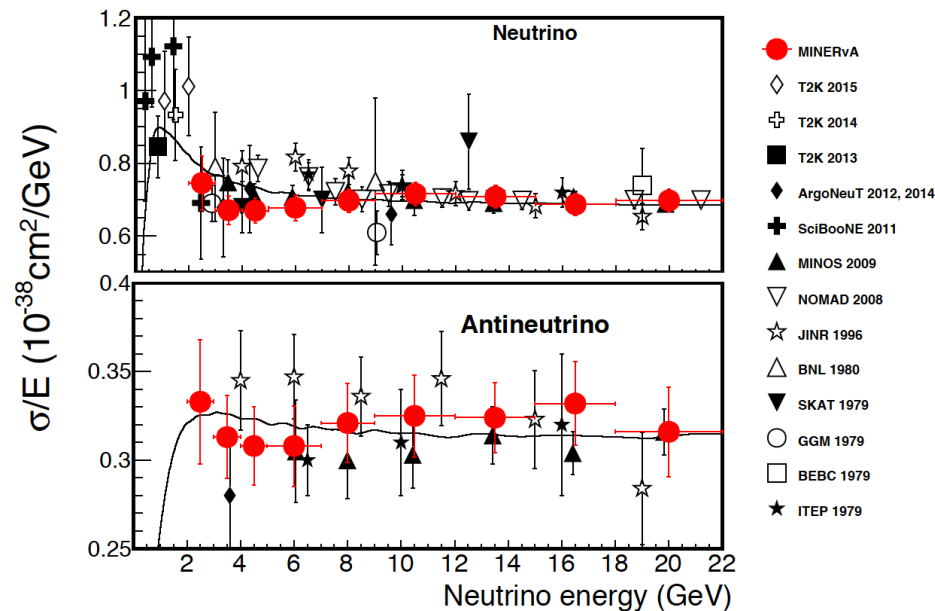 1.2
1
0.8
0.6
Neutrino
0.4
0.35
0.3
0.25
Antineutrino
2 4 6 8 10 12 14 16 18 20 22
Neutrino energy (GeV)
σ/E (10⁻³⁸cm²/GeV)
MINERvA
T2K 2015
T2K 2014
T2K 2013
ArgoNeuT 2012, 2014
SciBooNE 2011
MINOS 2009
NOMAD 2008
JINR 1996
BNL 1980
SKAT 1979
GGM 1979
BEBC 1979
ITEP 1979